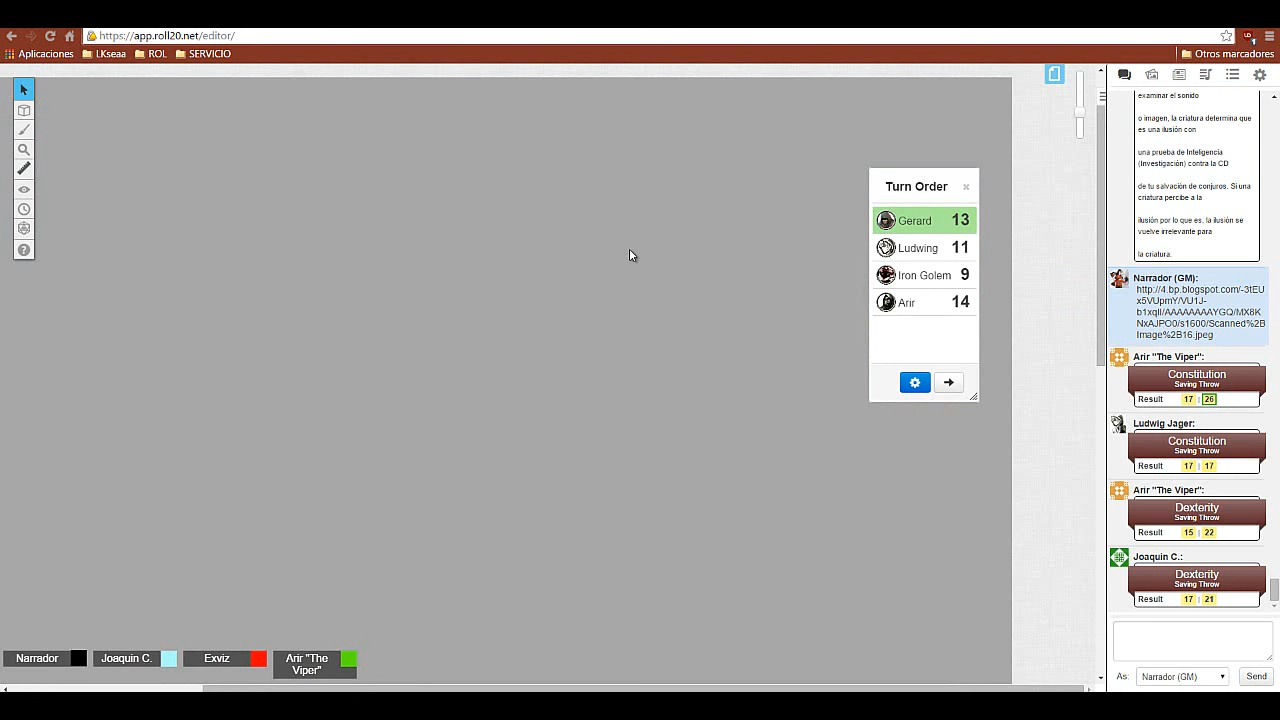 https://app.roll20.net/editor/
Aplicaciones LKseaa ROL SERVICIO Otros marcadores
Turn Order ×
Gerard 13
Ludwing 11
Iron Golem 9
Arir 14
examinar el sonido
o imagen, la criatura determina que
es una ilusión con
una prueba de Inteligencia
(Investigación) contra la CD
de tu salvación de conjuros. Si una
criatura percibe a la
ilusión por lo que es, la ilusión se
vuelve irrelevante para
la criatura.
Narrador (GM):
http://4.bp.blogspot.com/-3tEU
x5VUpmY/VU1J-
b1xqII/AAAAAAAAYGQ/MX8K
NxAJPO0/s1600/Scanned%2B
Image%2B16.jpeg
Arir "The Viper":
Constitution
Saving Throw
Result 17 | 26
Ludwig Jager:
Constitution
Saving Throw
Result 17 | 17
Arir "The Viper":
Dexterity
Saving Throw
Result 15 | 22
Joaquin C.:
Dexterity
Saving Throw
Result 17 | 21
As: Narrador (GM) Send
Narrador Joaquin C. Exviz Arir "The
Viper"